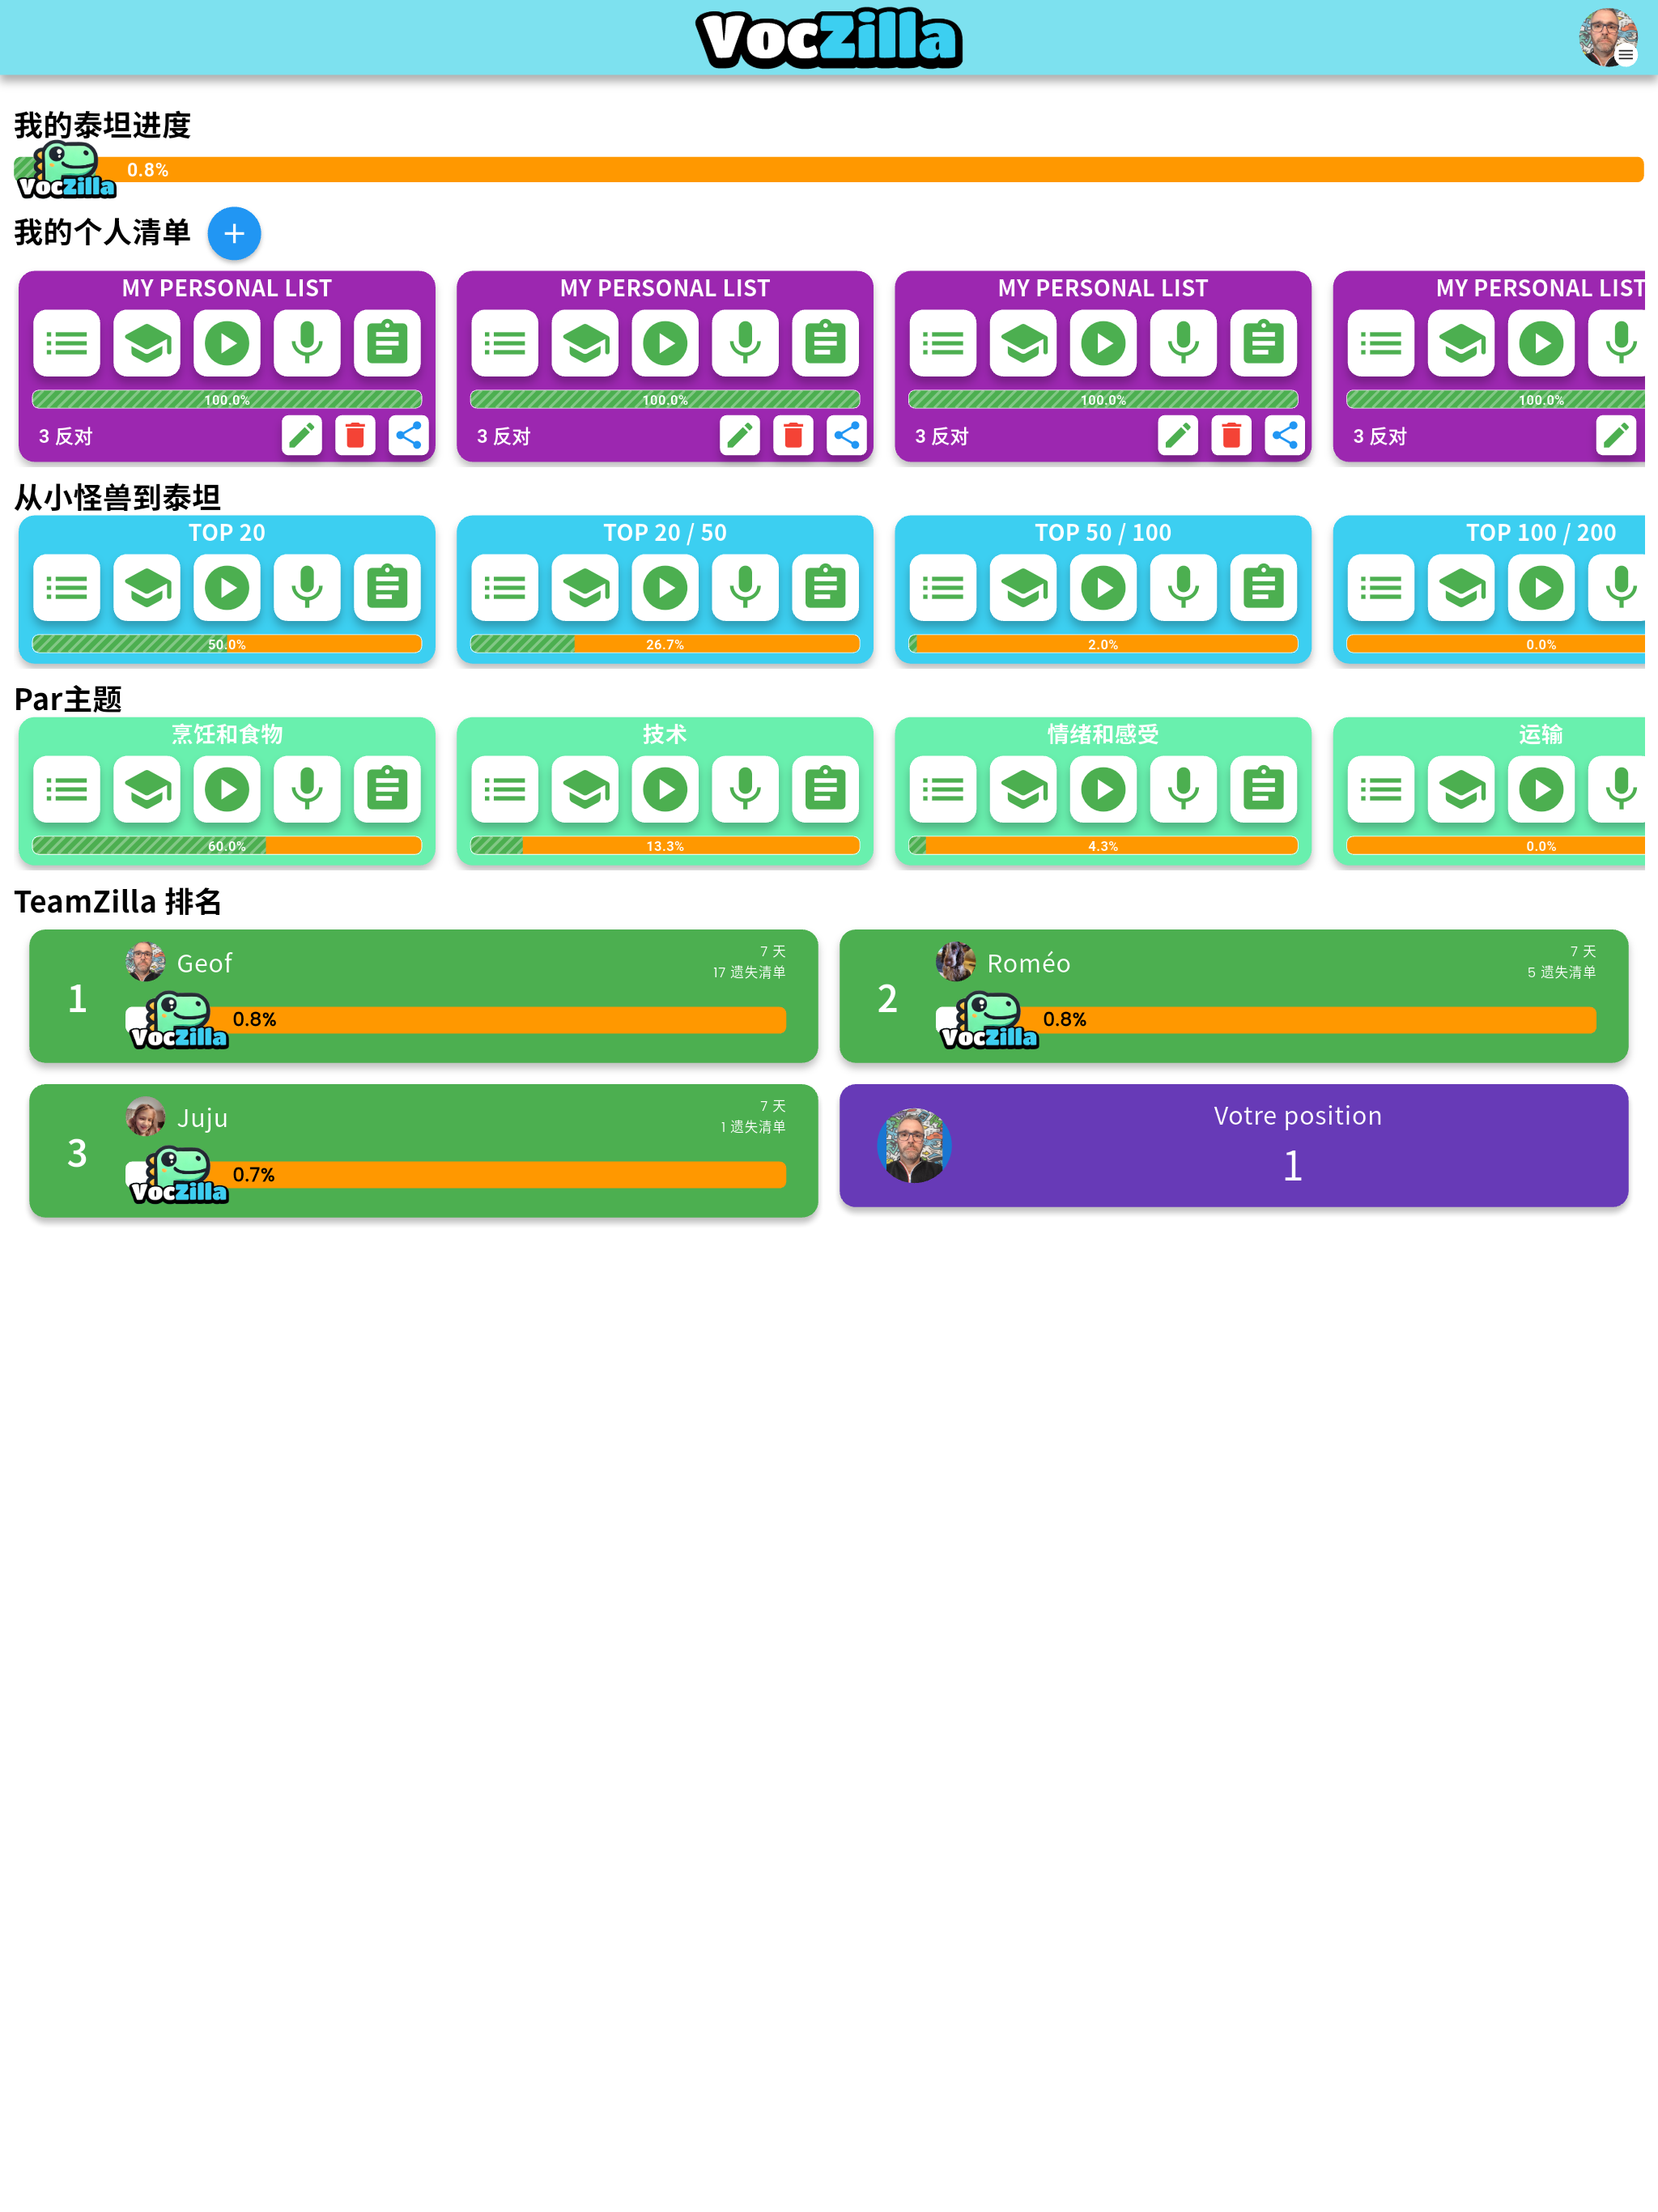 VocZilla
我的泰坦进度
VocZilla
0.8%
我的个人清单
MY PERSONAL LIST
100.0%
3 反对
MY PERSONAL LIST
100.0%
3 反对
MY PERSONAL LIST
100.0%
3 反对
MY PERSONAL LIST
100.0%
3 反对
从小怪兽到泰坦
TOP 20
50.0%
TOP 20 / 50
26.7%
TOP 50 / 100
2.0%
TOP 100 / 200
0.0%
Par主题
烹饪和食物
60.0%
技术
13.3%
情绪和感受
4.3%
运输
0.0%
TeamZilla 排名
1
Geof
7 天
17 遗失清单
VocZilla
0.8%
2
Roméo
7 天
5 遗失清单
VocZilla
0.8%
3
Juju
7 天
1 遗失清单
VocZilla
0.7%
Votre position
1